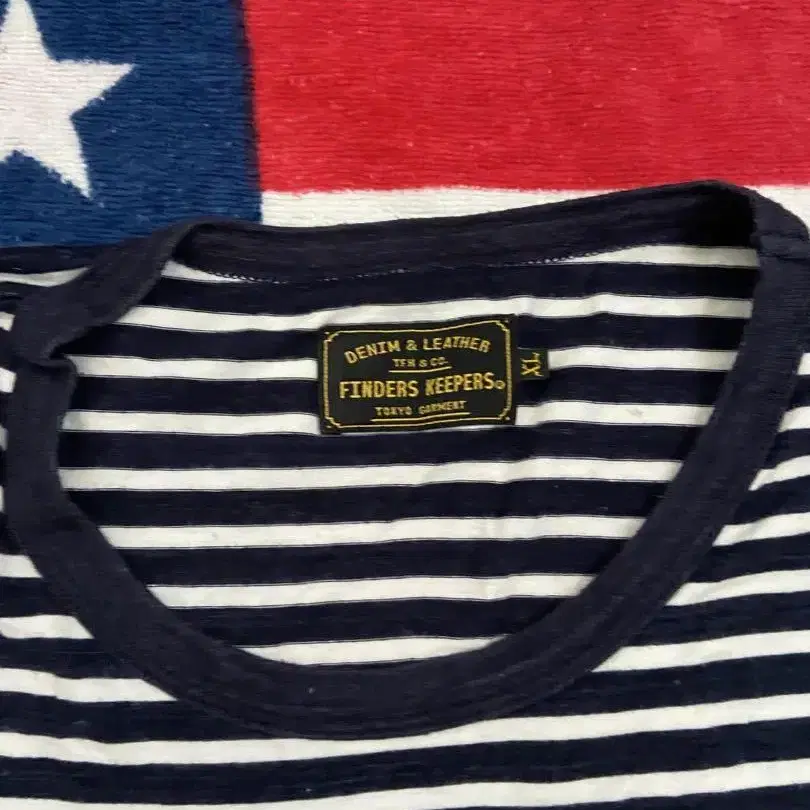 DENIM & LEATHER
TFH & CO.
FINDERS KEEPERS®
TOKYO GARMENT
XL